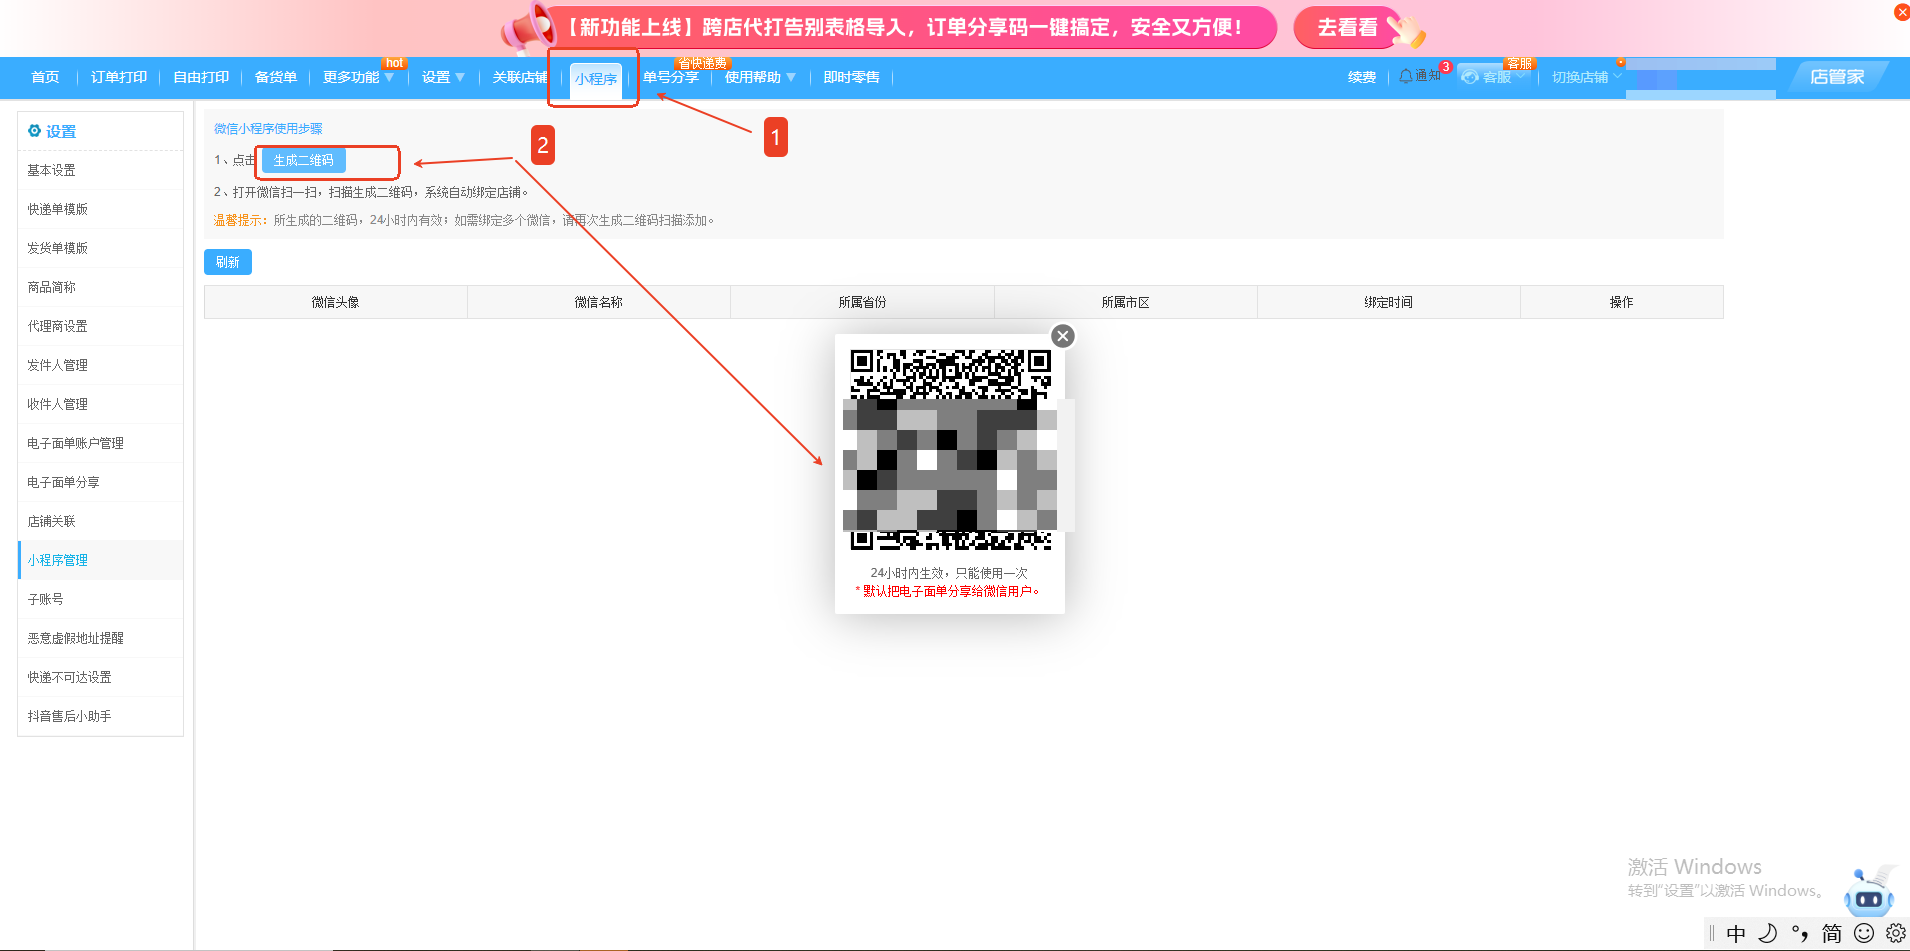 【新功能上线】跨店代打告别表格导入，订单分享码一键搞定，安全又方便！ 去看看
首页 订单打印 自由打印 备货单 更多功能 hot 设置 关联店铺 小程序 单号分享 省快递费 使用帮助 即时零售 续费 通知 3 客服 客服 切换店铺 店管家
1
2
设置
基本设置
快递单模版
发货单模版
商品简称
代理商设置
发件人管理
收件人管理
电子面单账户管理
电子面单分享
店铺关联
小程序管理
子账号
恶意虚假地址提醒
快递不可达设置
抖音售后小助手
微信小程序使用步骤
1、点击 生成二维码
2、打开微信扫一扫，扫描生成二维码，系统自动绑定店铺。
温馨提示：所生成的二维码，24小时内有效；如需绑定多个微信，请再次生成二维码扫描添加。
刷新
微信头像 微信名称 所属省份 所属市区 绑定时间 操作
24小时内生效，只能使用一次
*默认把电子面单分享给微信用户。
激活 Windows
转到“设置”以激活 Windows。
中 简